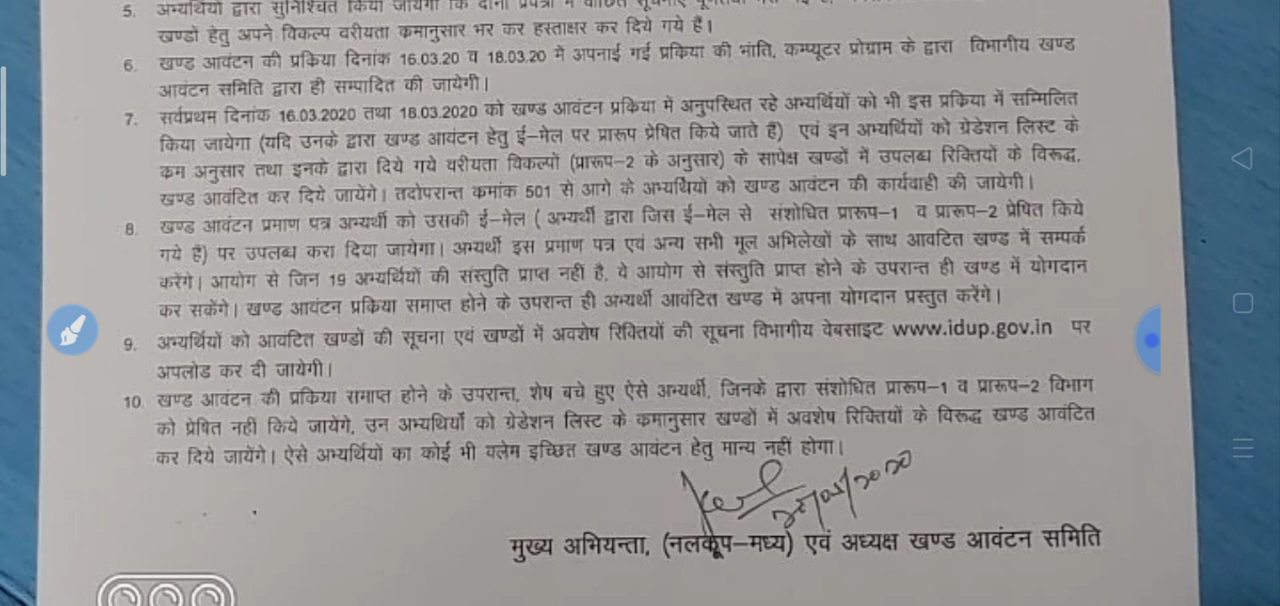 5. अभ्यर्थियों द्वारा सुनिश्चित किया जायेगा कि दोनों प्रपत्रों में वांछित सूचनाएं
खण्डों हेतु अपने विकल्प वरीयता कमानुसार भर कर हस्ताक्षर कर दिये गये हैं।
6. खण्ड आवंटन की प्रकिया दिनांक 16.03.20 व 18.03.20 में अपनाई गई प्रकिया की भांति, कम्प्यूटर प्रोग्राम के द्वारा विभागीय खण्ड
आवंटन समिति द्वारा ही सम्पादित की जायेगी।
7. सर्वप्रथम दिनांक 16.03.2020 तथा 18.03.2020 को खण्ड आवंटन प्रकिया में अनुपस्थित रहे अभ्यर्थियों को भी इस प्रकिया में सम्मिलित
किया जायेगा (यदि उनके द्वारा खण्ड आवंटन हेतु ई-मेल पर प्रारूप प्रेषित किये जाते हैं) एवं इन अभ्यर्थियों को ग्रेडेशन लिस्ट के
कम अनुसार तथा इनके द्वारा दिये गये वरीयता विकल्पों (प्रारूप-2 के अनुसार) के सापेक्ष खण्डों में उपलब्ध रिक्तियों के विरूद्ध,
खण्ड आवंटित कर दिये जायेंगे। तदोपरान्त कमांक 501 से आगे के अभ्यर्थियों को खण्ड आवंटन की कार्यवाही की जायेगी।
8. खण्ड आवंटन प्रमाण पत्र अभ्यर्थी को उसकी ई-मेल ( अभ्यर्थी द्वारा जिस ई-मेल से संशोधित प्रारूप-1 व प्रारूप-2 प्रेषित किये
गये हैं) पर उपलब्ध करा दिया जायेगा। अभ्यर्थी इस प्रमाण पत्र एवं अन्य सभी मूल अभिलेखों के साथ आवटित खण्ड में सम्पर्क
करेंगे। आयोग से जिन 19 अभ्यर्थियों की संस्तुति प्राप्त नहीं है, वे आयोग से संस्तुति प्राप्त होने के उपरान्त ही खण्ड में योगदान
कर सकेंगे। खण्ड आवंटन प्रकिया समाप्त होने के उपरान्त ही अभ्यर्थी आवंटित खण्ड में अपना योगदान प्रस्तुत करेंगे।
9. अभ्यर्थियों को आवंटित खण्डों की सूचना एवं खण्डों में अवशेष रिक्तियों की सूचना विभागीय वेबसाइट www.idup.gov.in पर
अपलोड कर दी जायेगी।
10. खण्ड आवंटन की प्रकिया समाप्त होने के उपरान्त, शेष बचे हुए ऐसे अभ्यर्थी, जिनके द्वारा संशोधित प्रारूप-1 व प्रारूप-2 विभाग
को प्रेषित नहीं किये जायेंगे, उन अभ्यर्थियों को ग्रेडेशन लिस्ट के कमानुसार खण्डों में अवशेष रिक्तियों के विरूद्ध खण्ड आवंटित
कर दिये जायेंगे। ऐसे अभ्यर्थियों का कोई भी क्लेम इच्छित खण्ड आवंटन हेतु मान्य नहीं होगा।
मुख्य अभियन्ता, (नलकूप-मध्य) एवं अध्यक्ष खण्ड आवंटन समिति